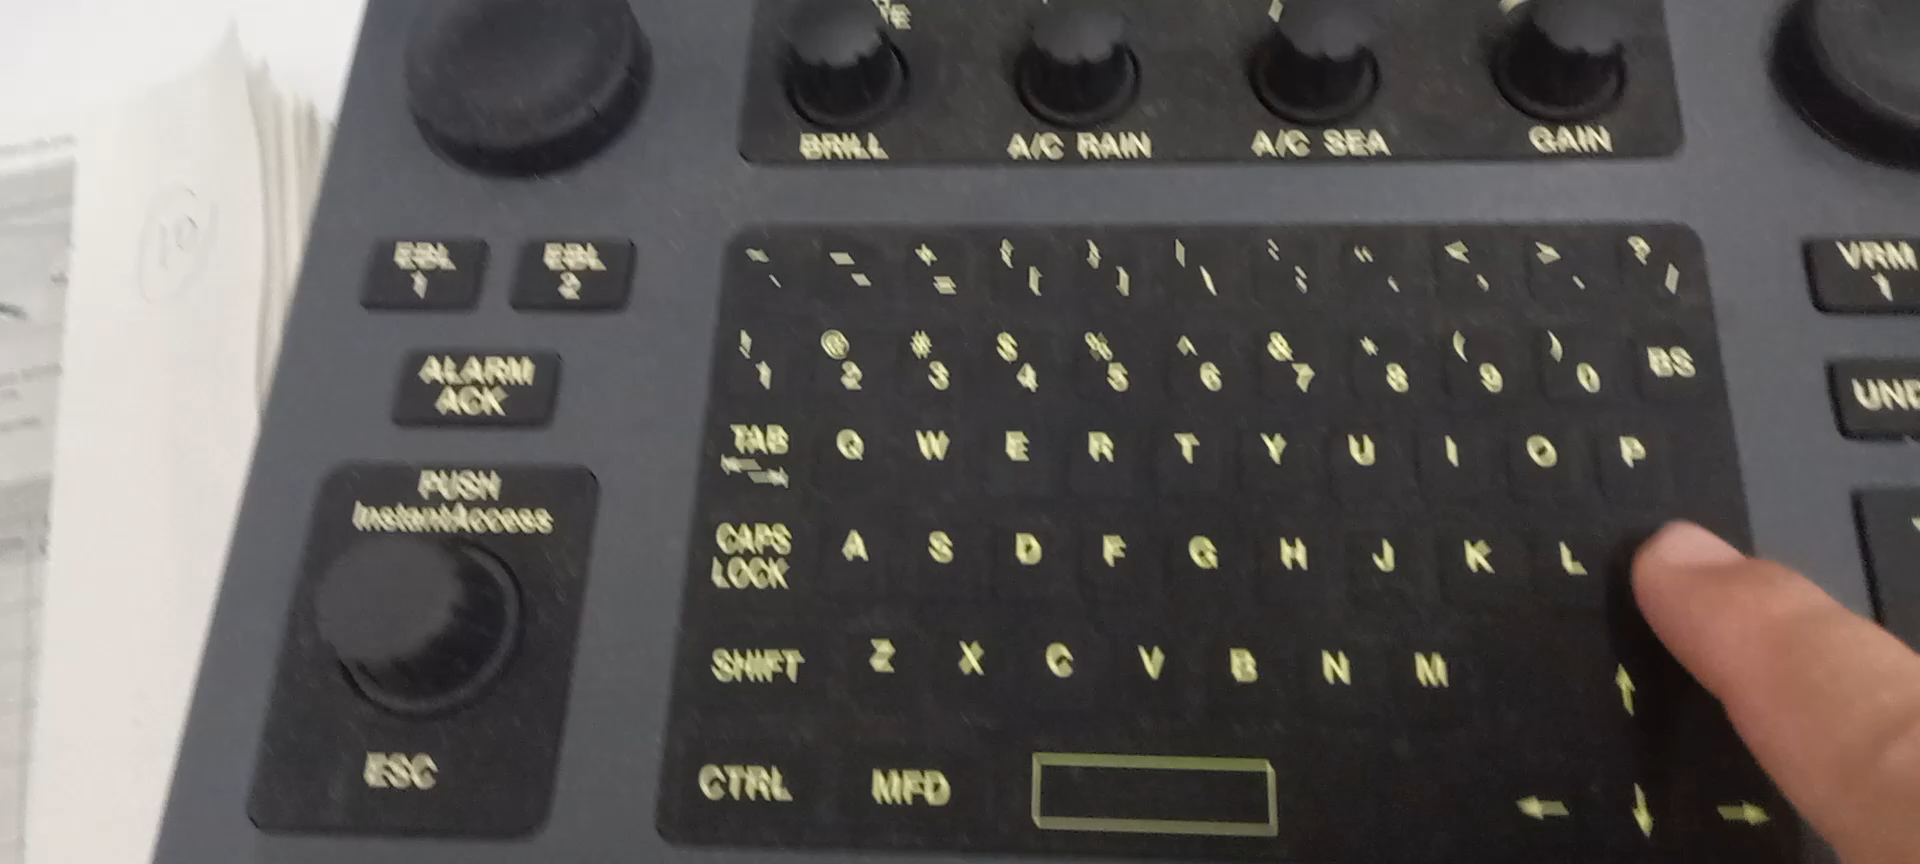 BRILL A/C RAIN A/C SEA GAIN
EBL 1 EBL 2
VRM 1
~ _ + { } | : “ < > ?
` - = [ ] \ ; ‘ , . /
! @ # $ % ^ & * ( )
1 2 3 4 5 6 7 8 9 0 BS
ALARM
ACK
TAB Q W E R T Y U I O P
PUSH
InstantAccess
CAPS
LOCK A S D F G H J K L
SHIFT Z X C V B N M ↑
ESC
CTRL MFD ← ↓ →